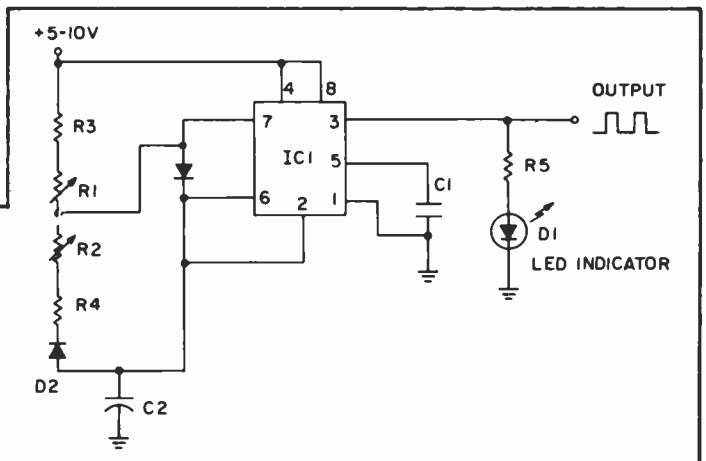 +5-10V
R3
R1
R2
R4
D2
C2
4
8
7
3
IC1
5
6
2
1
C1
OUTPUT
R5
D1
LED INDICATOR